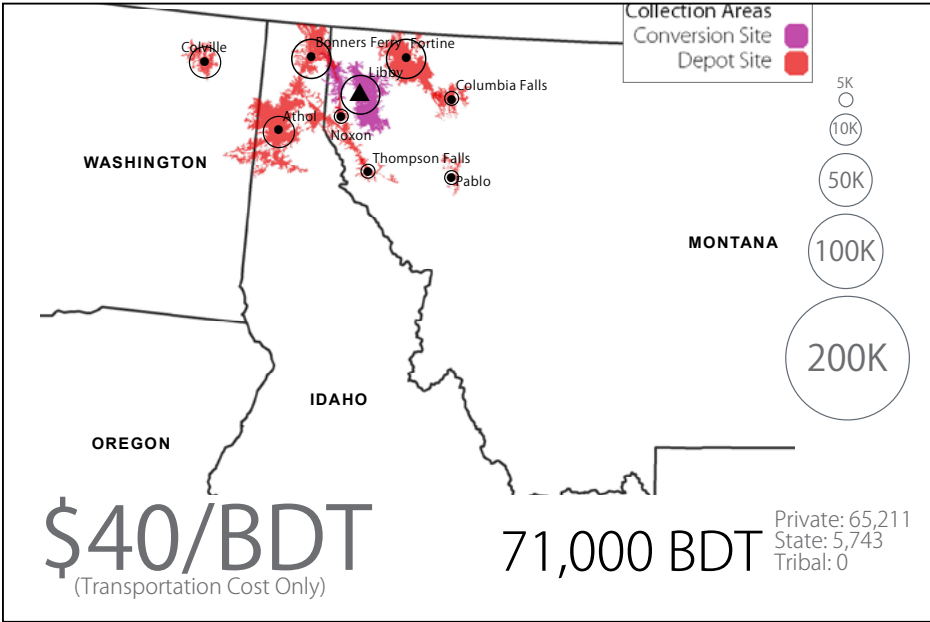 Collection Areas
Conversion Site
Depot Site
Colville
Bonners Ferry
Fortine
Libby
Columbia Falls
Athol
Noxon
Thompson Falls
Pablo
WASHINGTON
MONTANA
IDAHO
OREGON
5K
10K
50K
100K
200K
$40/BDT
(Transportation Cost Only)
71,000 BDT
Private: 65,211
State: 5,743
Tribal: 0